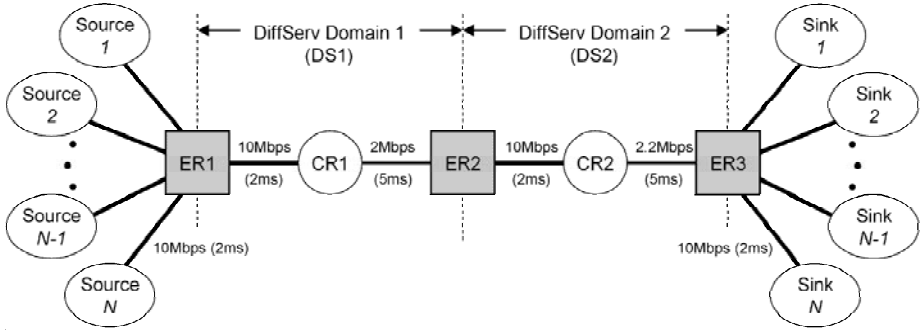 DiffServ Domain 1
(DS1)
DiffServ Domain 2
(DS2)
Source
1
Source
2
Source
N-1
Source
N
10Mbps (2ms)
ER1
10Mbps
(2ms)
CR1
2Mbps
(5ms)
ER2
10Mbps
(2ms)
CR2
2.2Mbps
(5ms)
ER3
10Mbps (2ms)
Sink
1
Sink
2
Sink
N-1
Sink
N